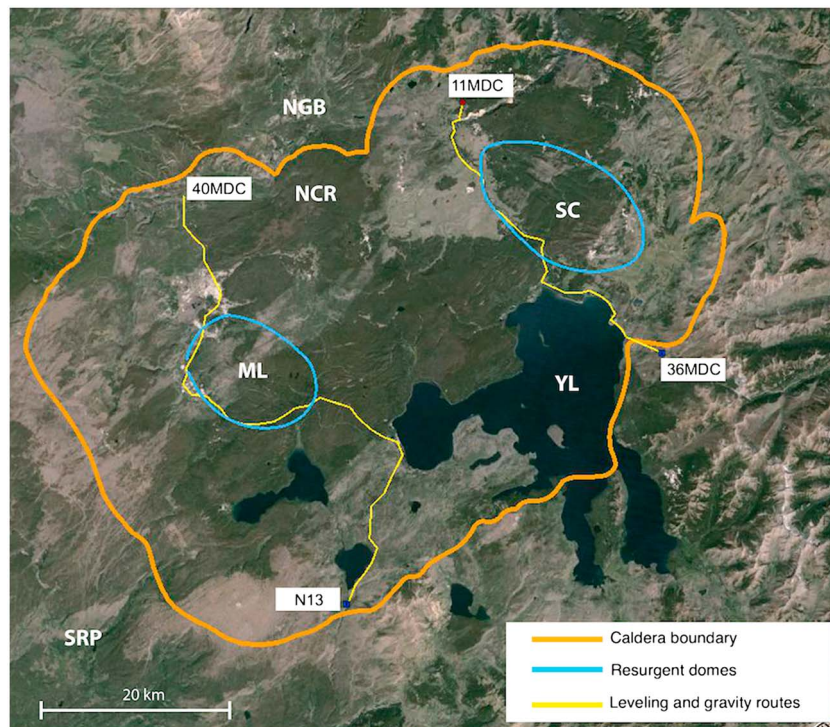 11MDC
NGB
40MDC
NCR
SC
ML
YL
36MDC
N13
SRP
20 km
Caldera boundary
Resurgent domes
Leveling and gravity routes